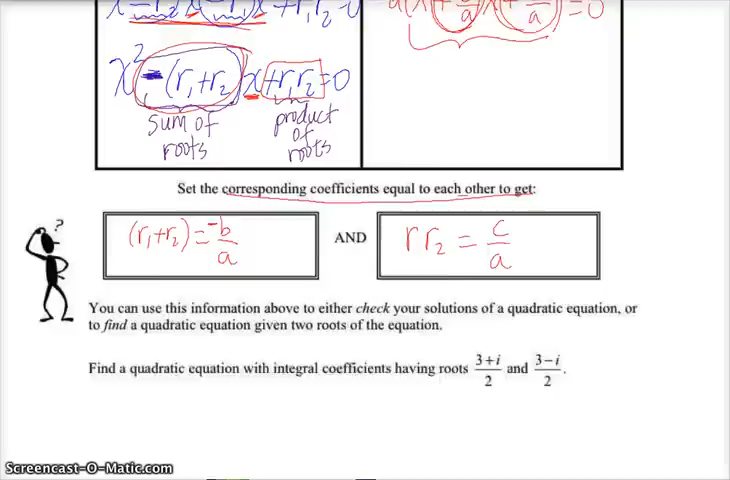 x² - (r₁+r₂)x + r₁r₂ = 0
sum of roots
product of roots
Set the corresponding coefficients equal to each other to get:
?
(r₁+r₂) = -b/a
AND
r r₂ = c/a
You can use this information above to either check your solutions of a quadratic equation, or
to find a quadratic equation given two roots of the equation.
Find a quadratic equation with integral coefficients having roots (3+i)/2 and (3−i)/2.
Screencast-O-Matic.com